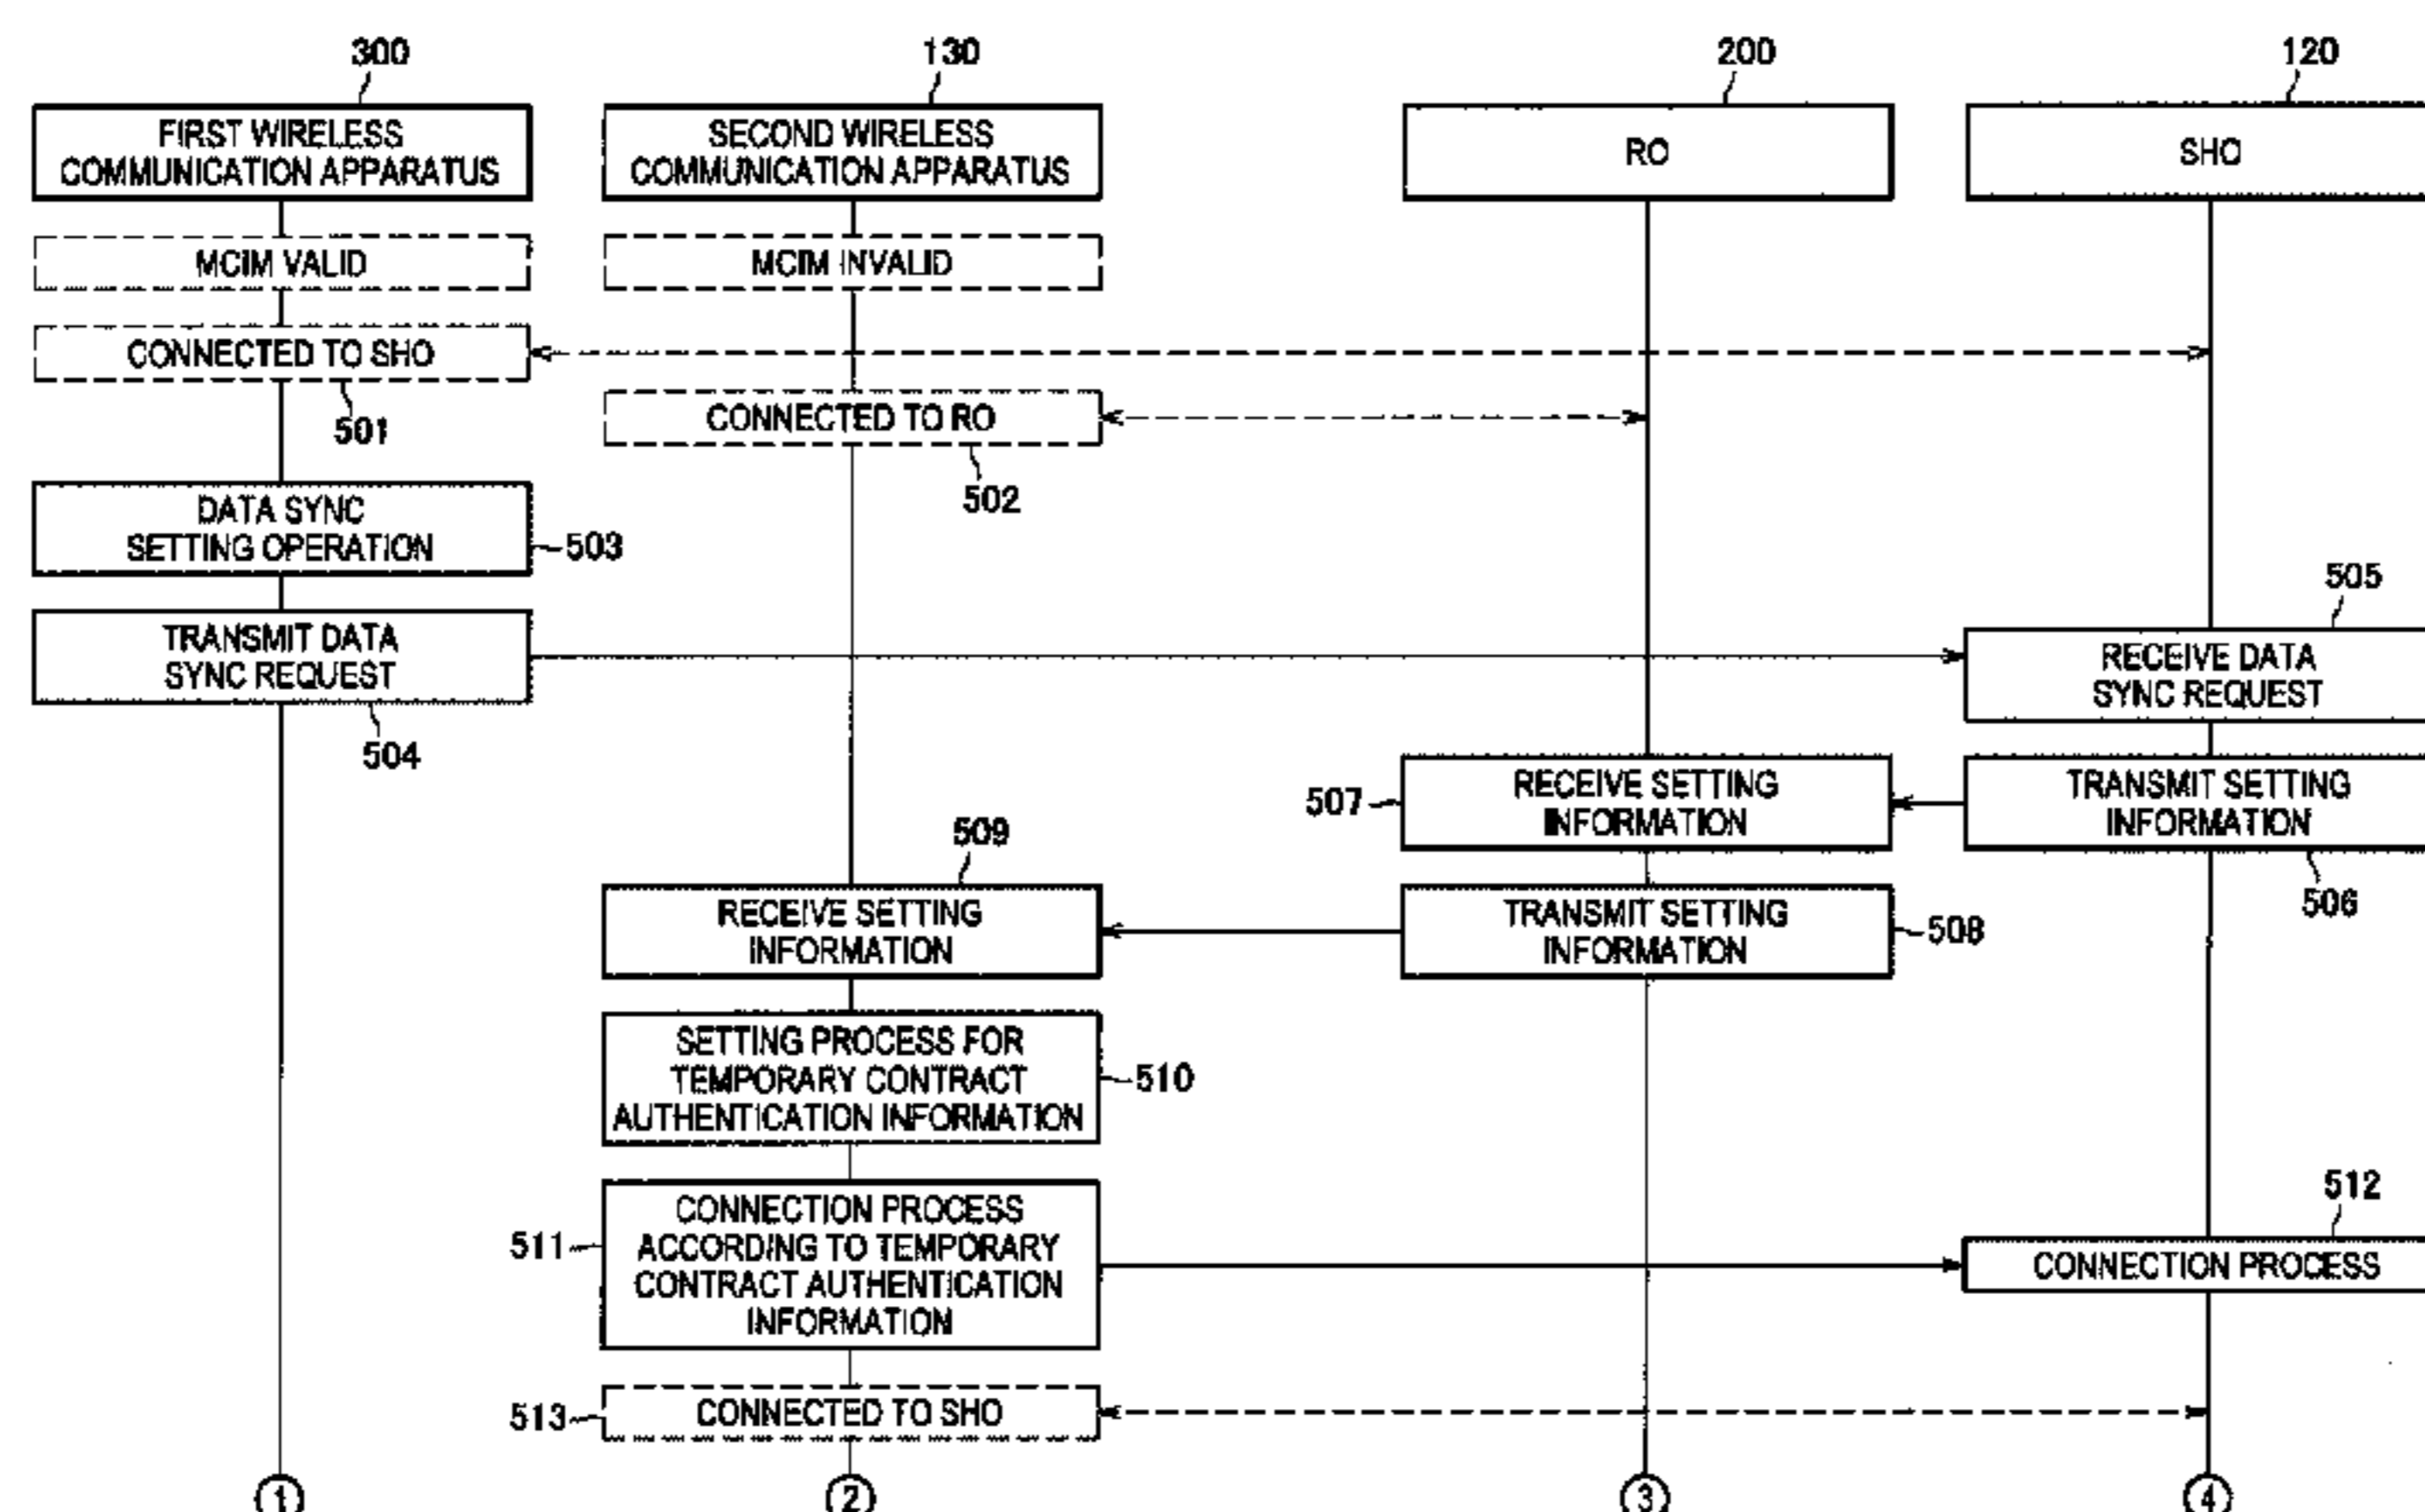 300
130
200
120
FIRST WIRELESS
COMMUNICATION APPARATUS
SECOND WIRELESS
COMMUNICATION APPARATUS
RO
SHO
MCIM VALID
MCIM INVALID
CONNECTED TO SHO
501
CONNECTED TO RO
502
DATA SYNC
SETTING OPERATION
503
505
TRANSMIT DATA
SYNC REQUEST
504
RECEIVE DATA
SYNC REQUEST
507
RECEIVE SETTING
INFORMATION
TRANSMIT SETTING
INFORMATION
506
509
RECEIVE SETTING
INFORMATION
TRANSMIT SETTING
INFORMATION
508
SETTING PROCESS FOR
TEMPORARY CONTRACT
AUTHENTICATION INFORMATION
510
511
CONNECTION PROCESS
ACCORDING TO TEMPORARY
CONTRACT AUTHENTICATION
INFORMATION
512
CONNECTION PROCESS
513
CONNECTED TO SHO
1
2
3
4